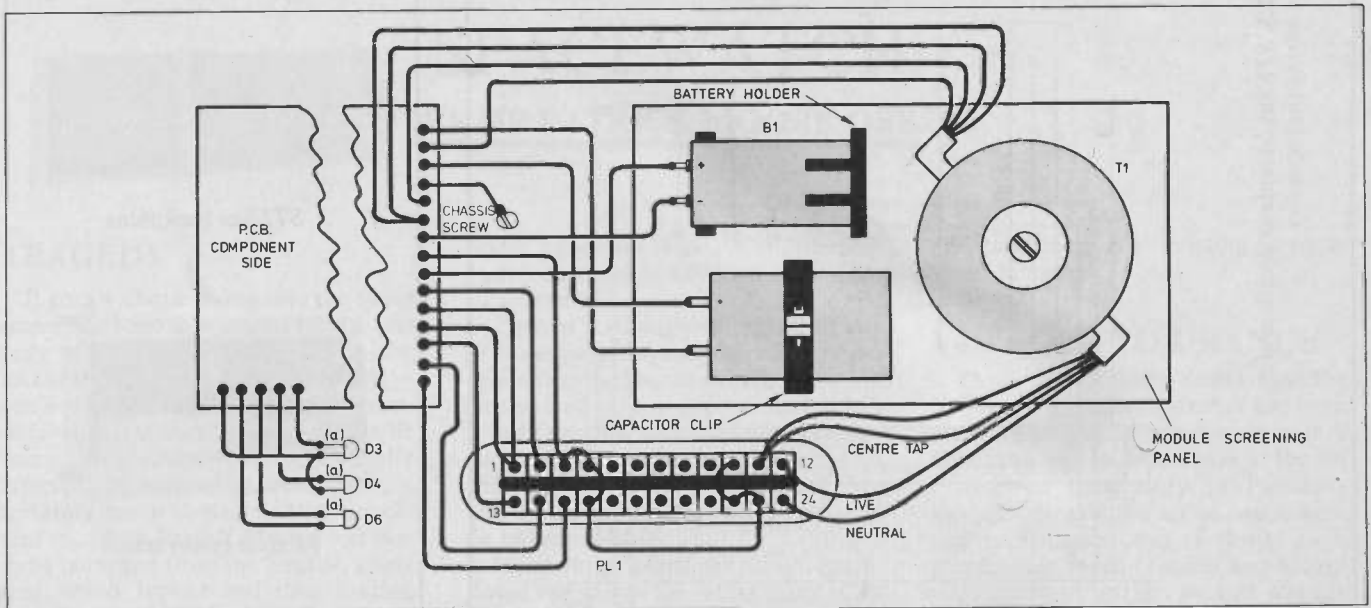 BATTERY HOLDER
B1
T1
P.C.B.
COMPONENT
SIDE
CHASSIS
SCREW
CAPACITOR CLIP
CENTRE TAP
MODULE SCREENING
PANEL
(a)
D3
(a)
D4
(a)
D6
1
12
13
24
LIVE
NEUTRAL
PL1